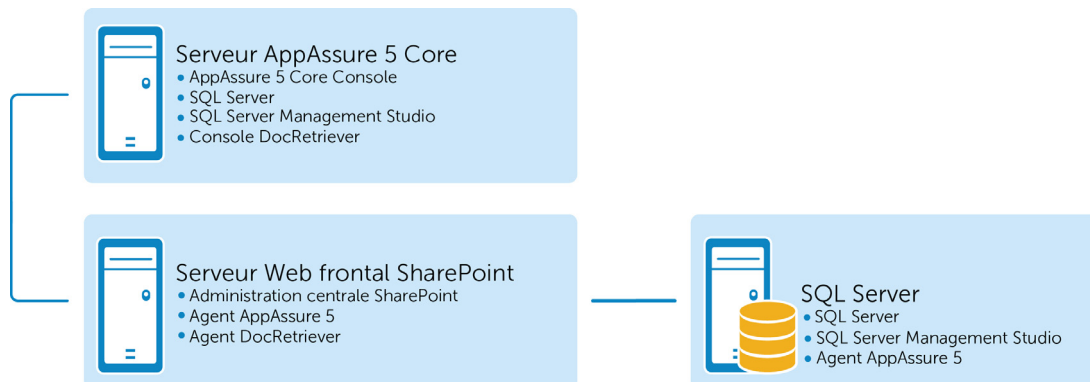 Serveur AppAssure 5 Core
• AppAssure 5 Core Console
• SQL Server
• SQL Server Management Studio
• Console DocRetriever
Serveur Web frontal SharePoint
• Administration centrale SharePoint
• Agent AppAssure 5
• Agent DocRetriever
SQL Server
• SQL Server
• SQL Server Management Studio
• Agent AppAssure 5